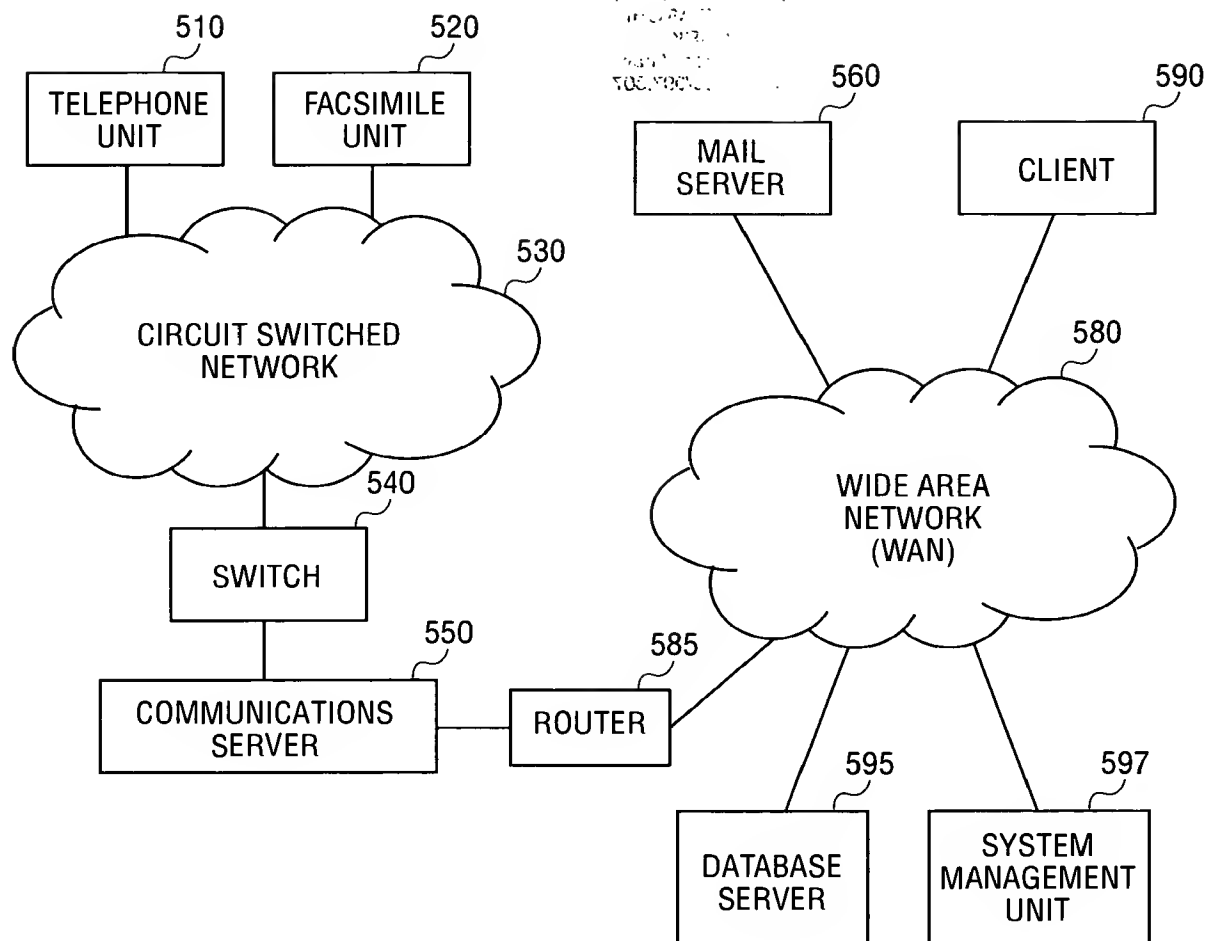 510
520
TELEPHONE
UNIT
FACSIMILE
UNIT
560
590
MAIL
SERVER
CLIENT
530
CIRCUIT SWITCHED
NETWORK
580
WIDE AREA
NETWORK
(WAN)
540
SWITCH
550
585
COMMUNICATIONS
SERVER
ROUTER
595
597
DATABASE
SERVER
SYSTEM
MANAGEMENT
UNIT